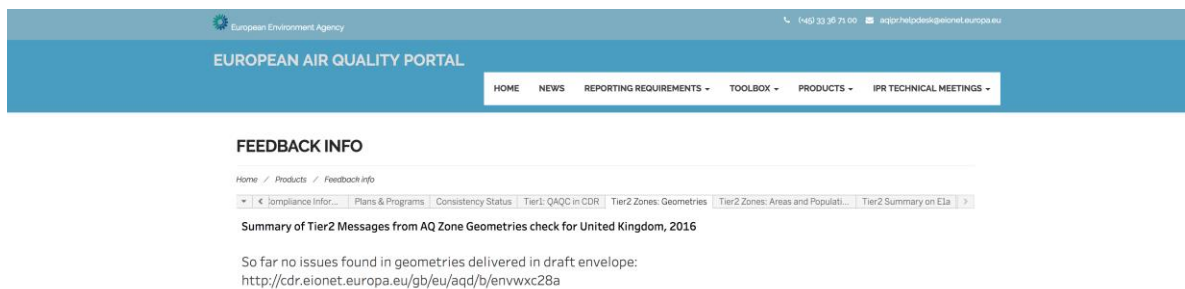 European Environment Agency
(+45) 33 36 71 00 aqipr.helpdesk@eionet.europa.eu
EUROPEAN AIR QUALITY PORTAL
HOME NEWS REPORTING REQUIREMENTS TOOLBOX PRODUCTS IPR TECHNICAL MEETINGS
FEEDBACK INFO
Home / Products / Feedback info
ompliance Infor... Plans & Programs Consistency Status Tier1: QAQC in CDR Tier2 Zones: Geometries Tier2 Zones: Areas and Populati... Tier2 Summary on E1a
Summary of Tier2 Messages from AQ Zone Geometries check for United Kingdom, 2016
So far no issues found in geometries delivered in draft envelope:
http://cdr.eionet.europa.eu/gb/eu/aqd/b/envwxc28a